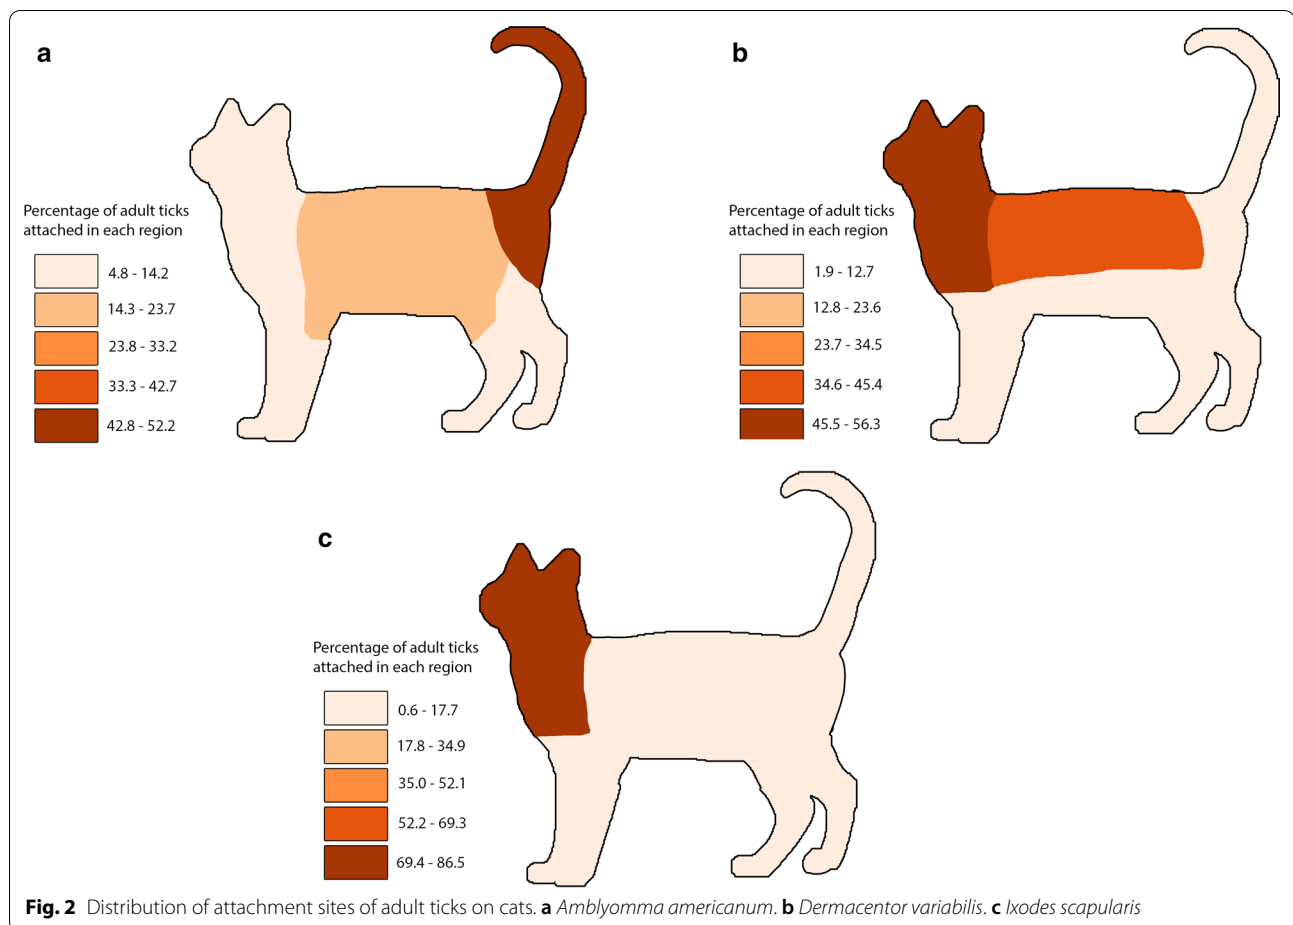 a
Percentage of adult ticks
attached in each region
4.8 - 14.2
14.3 - 23.7
23.8 - 33.2
33.3 - 42.7
42.8 - 52.2
b
Percentage of adult ticks
attached in each region
1.9 - 12.7
12.8 - 23.6
23.7 - 34.5
34.6 - 45.4
45.5 - 56.3
c
Percentage of adult ticks
attached in each region
0.6 - 17.7
17.8 - 34.9
35.0 - 52.1
52.2 - 69.3
69.4 - 86.5
Fig. 2 Distribution of attachment sites of adult ticks on cats. a Amblyomma americanum. b Dermacentor variabilis. c Ixodes scapularis